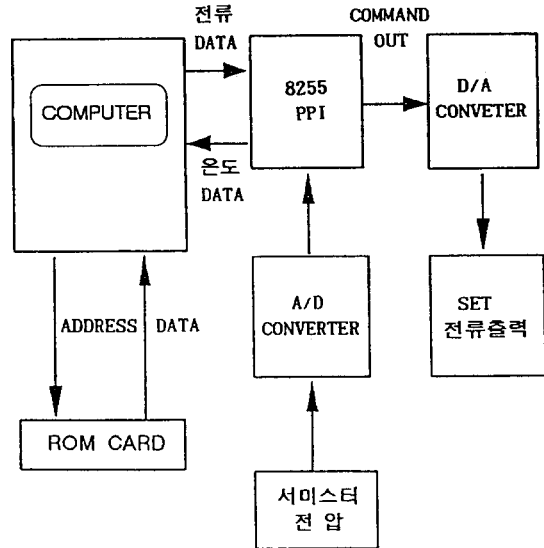 전류
DATA
COMMAND
OUT
COMPUTER
8255
PPI
D/A
CONVETER
온도
DATA
ADDRESS
DATA
A/D
CONVERTER
SET
전류출력
ROM CARD
서미스터
전 압